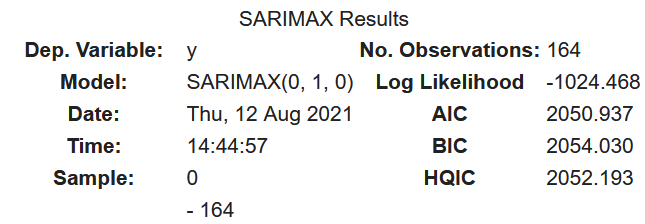 SARIMAX Results
Dep. Variable: y No. Observations: 164
Model: SARIMAX(0, 1, 0) Log Likelihood -1024.468
Date: Thu, 12 Aug 2021 AIC 2050.937
Time: 14:44:57 BIC 2054.030
Sample: 0 HQIC 2052.193
- 164